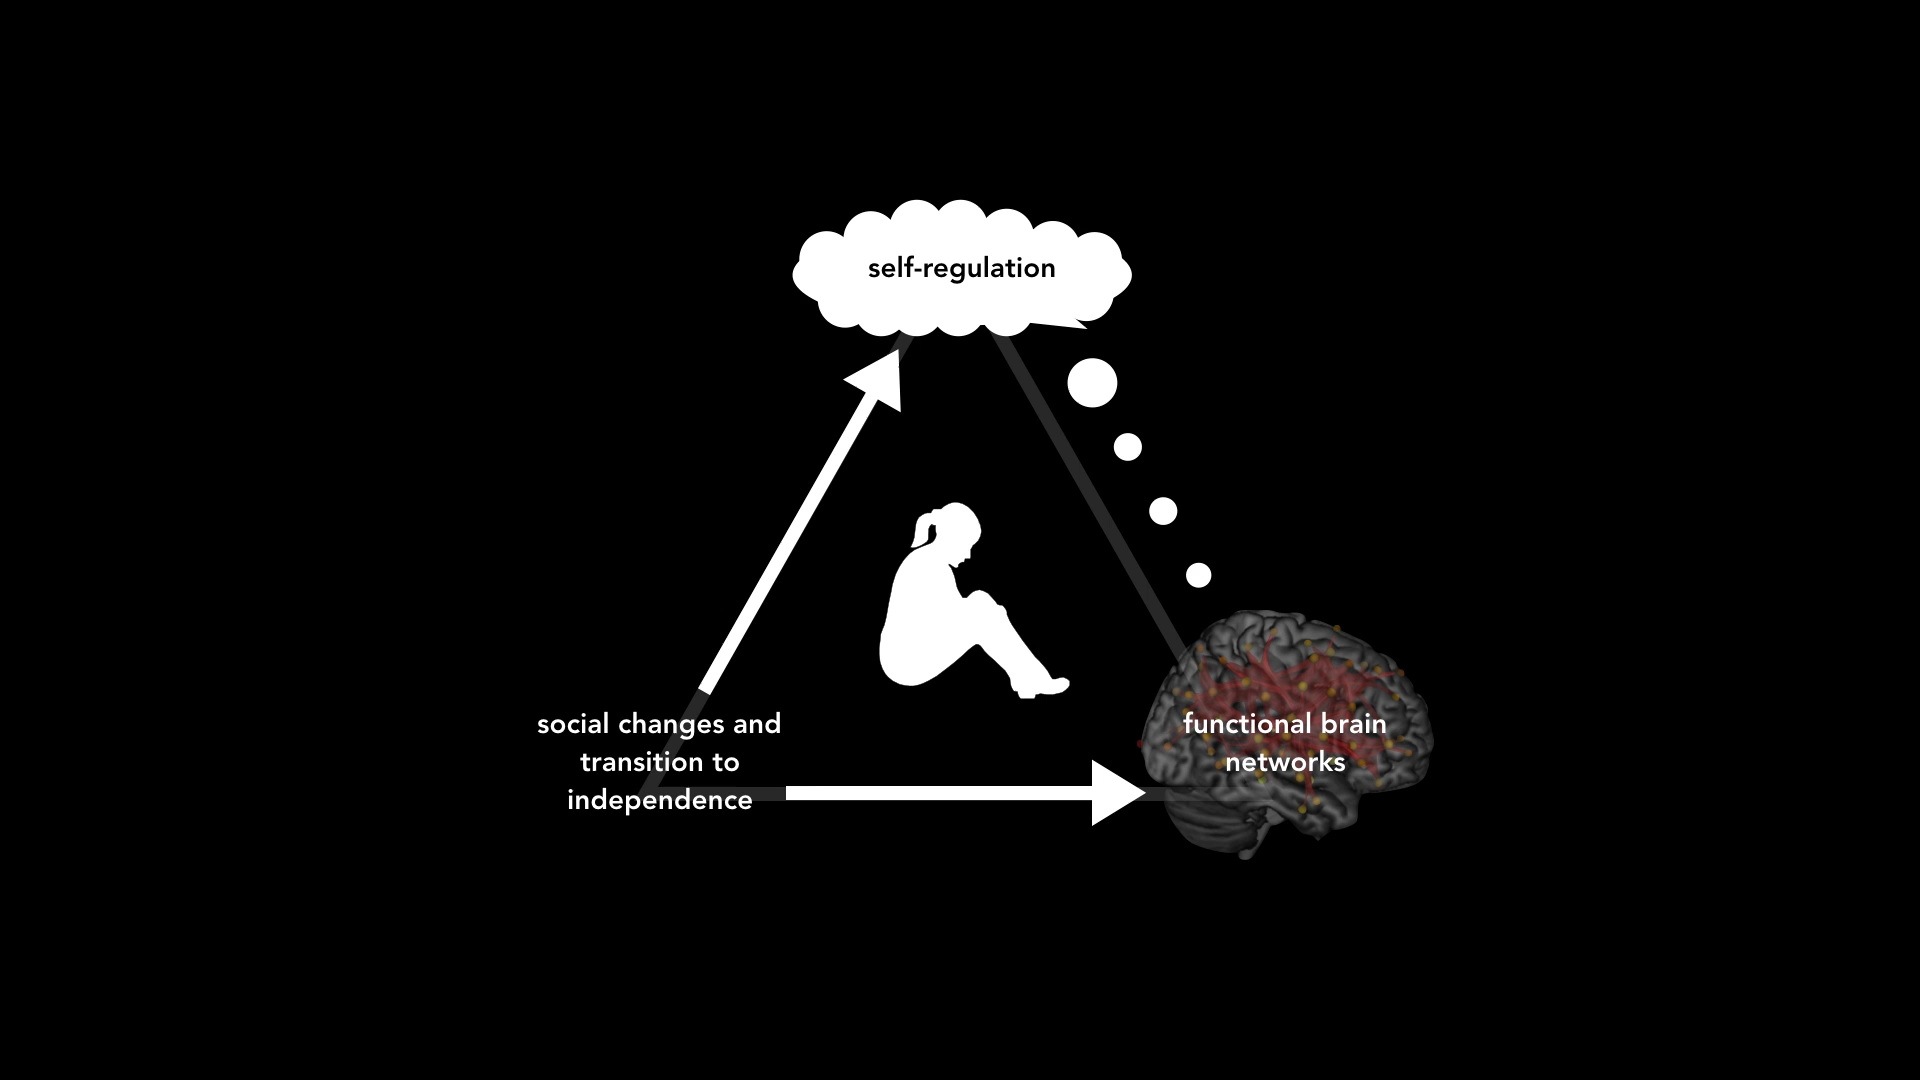 self-regulation
social changes and
transition to
independence
functional brain
networks